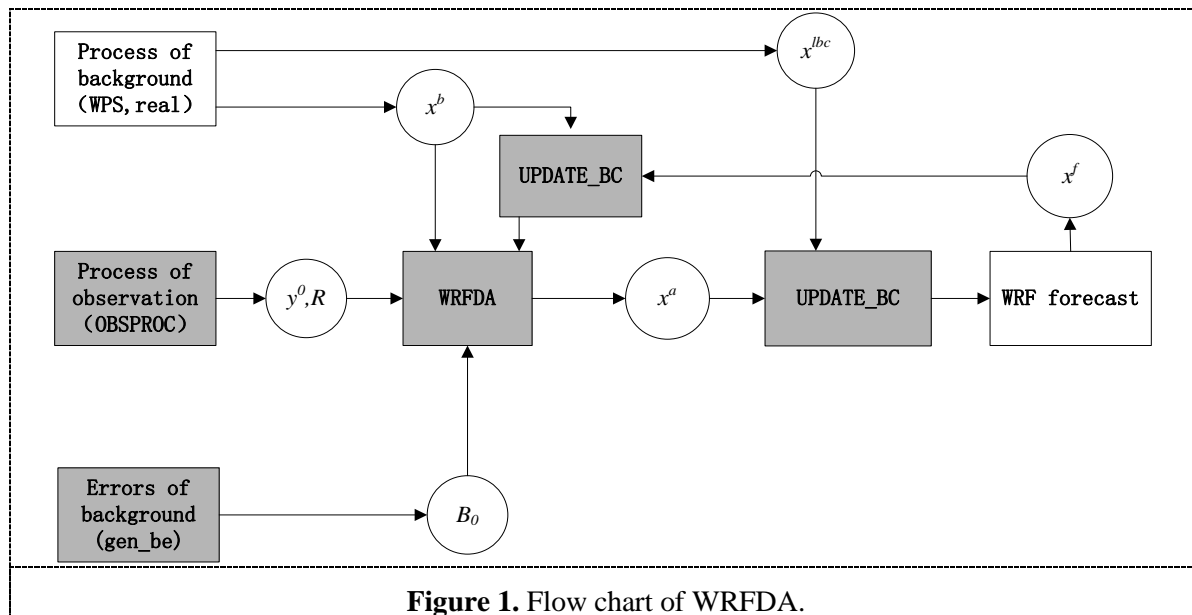 Process of
background
(WPS,real)
x^lbc
x^b
UPDATE_BC
x^f
Process of
observation
(OBSPROC)
y^0,R
WRFDA
x^a
UPDATE_BC
WRF forecast
Errors of
background
(gen_be)
B_0
Figure 1. Flow chart of WRFDA.